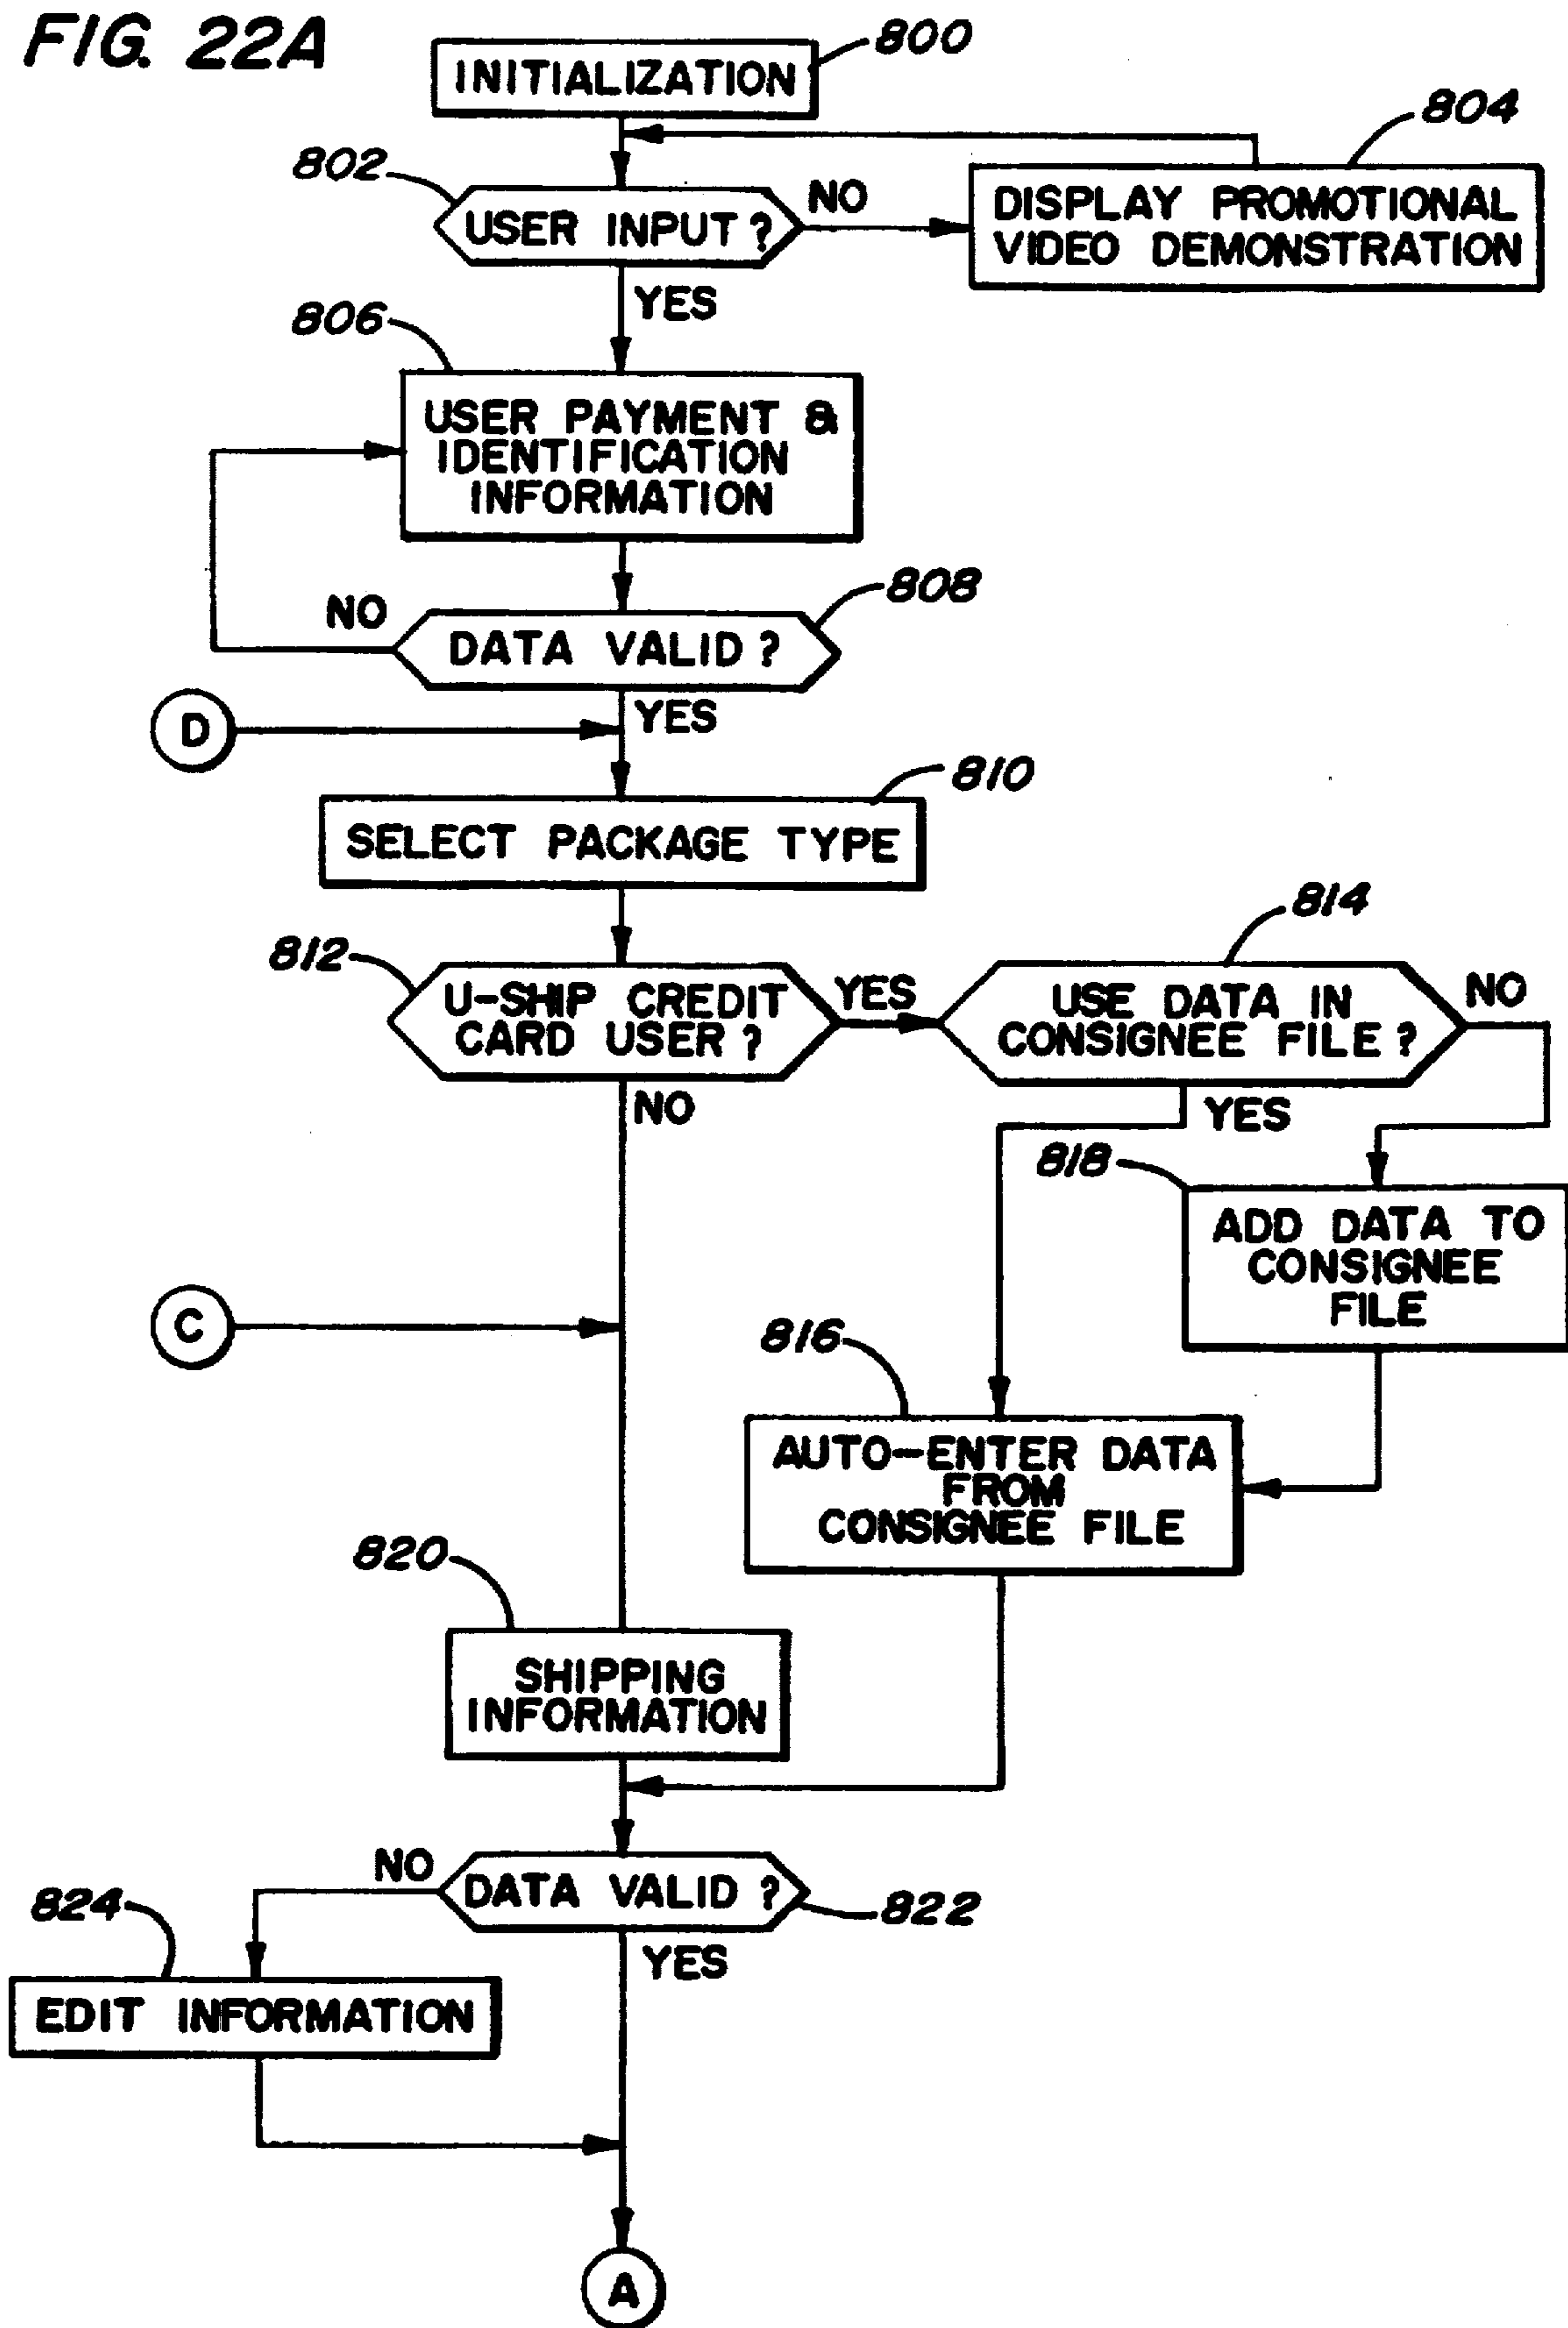 FIG. 22A
800
INITIALIZATION
804
802
USER INPUT ?
NO
DISPLAY PROMOTIONAL
VIDEO DEMONSTRATION
YES
806
USER PAYMENT &
IDENTIFICATION
INFORMATION
808
NO
DATA VALID ?
YES
D
810
SELECT PACKAGE TYPE
814
812
U-SHIP CREDIT
CARD USER ?
YES
USE DATA IN
CONSIGNEE FILE ?
NO
NO
YES
818
ADD DATA TO
CONSIGNEE
FILE
C
816
AUTO-ENTER DATA
FROM
CONSIGNEE FILE
820
SHIPPING
INFORMATION
NO
DATA VALID ?
822
824
YES
EDIT INFORMATION
A